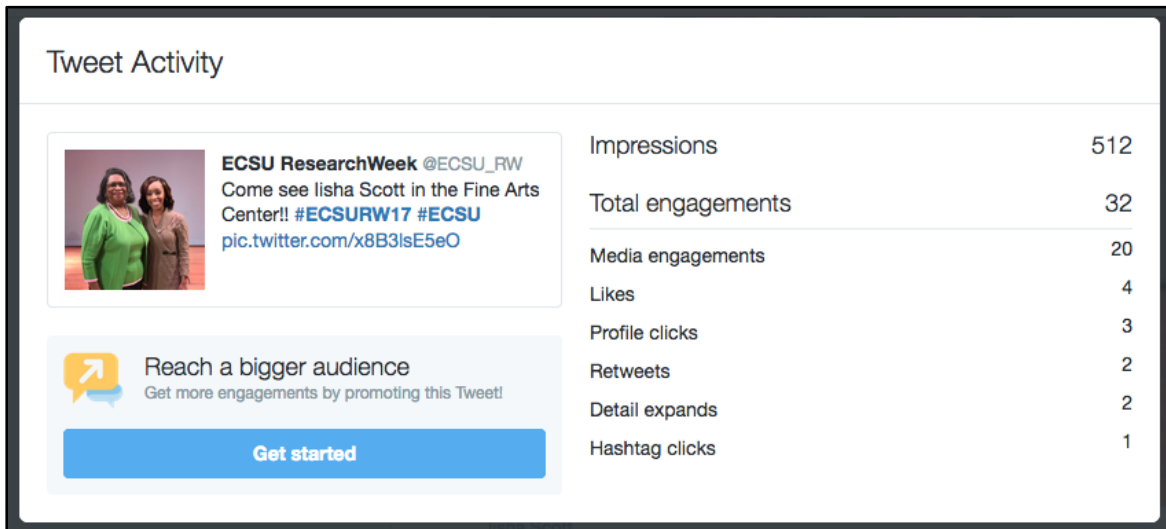 Tweet Activity
ECSU ResearchWeek @ECSU_RW
Come see Iisha Scott in the Fine Arts
Center!! #ECSURW17 #ECSU
pic.twitter.com/x8B3lsE5eO
Reach a bigger audience
Get more engagements by promoting this Tweet!
Get started
Impressions 512
Total engagements 32
Media engagements 20
Likes 4
Profile clicks 3
Retweets 2
Detail expands 2
Hashtag clicks 1